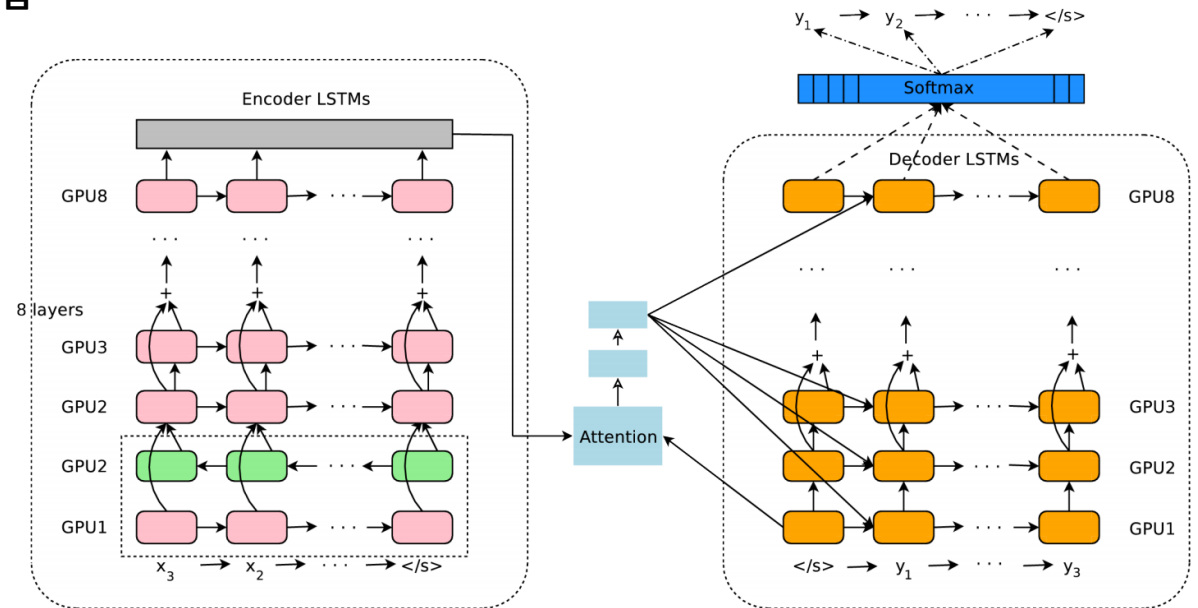 y1 y2 ... </s>
Softmax
Encoder LSTMs
Decoder LSTMs
GPU8 ...
... ... ...
+ + +
8 layers
GPU3 ...
GPU2 ...
GPU2 ...
GPU1 ...
x3 x2 ... </s>
Attention
... GPU8
... ... ...
+ + +
... GPU3
... GPU2
... GPU1
</s> y1 ... y3